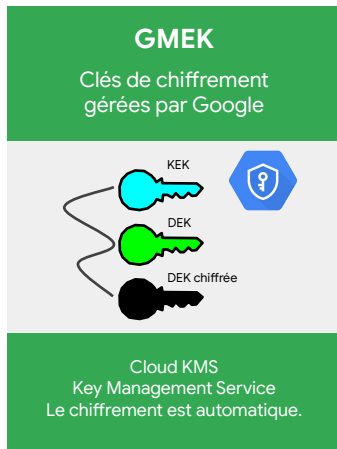 GMEK
Clés de chiffrement
gérées par Google
KEK
DEK
DEK chiffrée
Cloud KMS
Key Management Service
Le chiffrement est automatique.